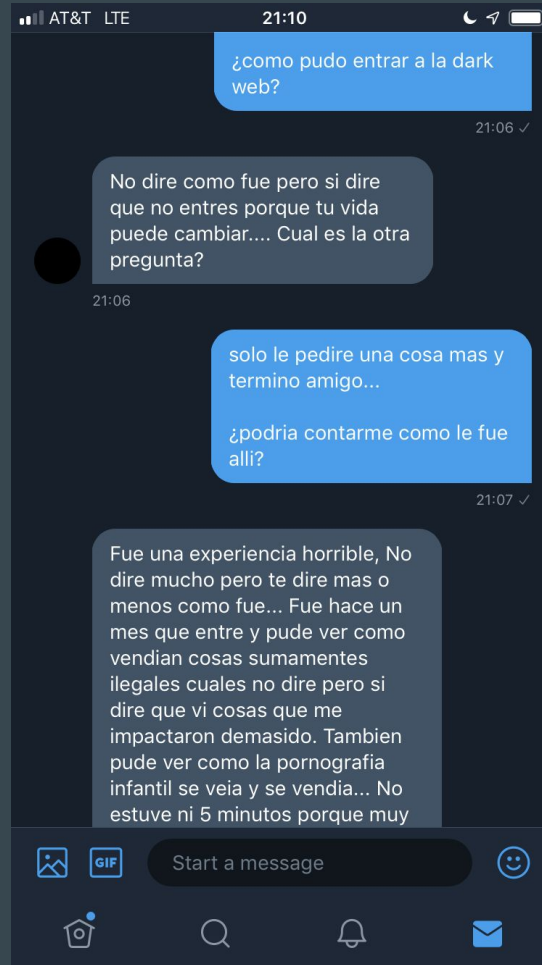 AT&T LTE 21:10
¿como pudo entrar a la dark
web?
21:06 ✓
No dire como fue pero si dire
que no entres porque tu vida
puede cambiar.... Cual es la otra
pregunta?
21:06
solo le pedire una cosa mas y
termino amigo...
¿podria contarme como le fue
alli?
21:07 ✓
Fue una experiencia horrible, No
dire mucho pero te dire mas o
menos como fue... Fue hace un
mes que entre y pude ver como
vendian cosas sumamentes
ilegales cuales no dire pero si
dire que vi cosas que me
impactaron demasido. Tambien
pude ver como la pornografia
infantil se veia y se vendia... No
estuve ni 5 minutos porque muy
GIF
Start a message